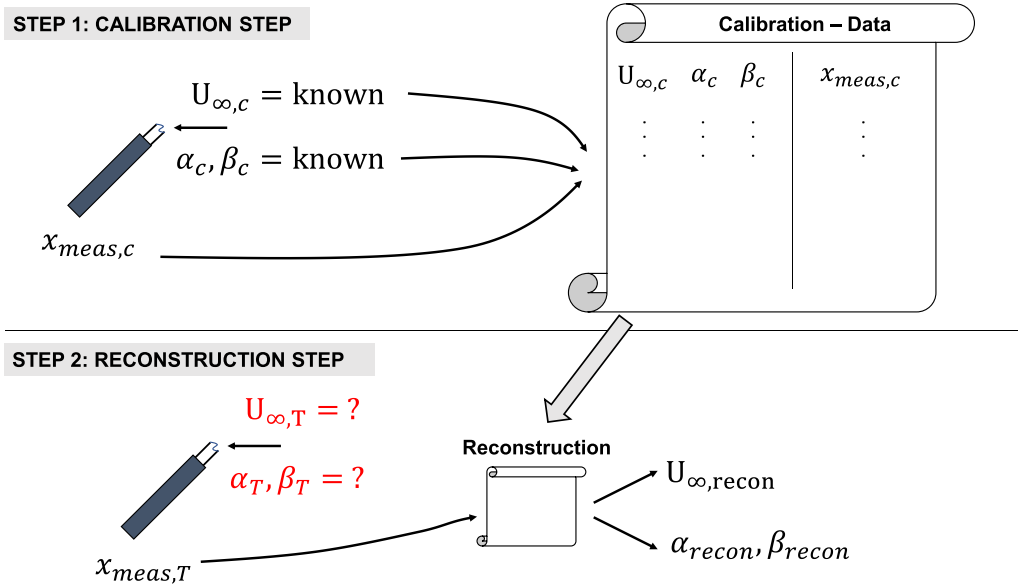 STEP 1: CALIBRATION STEP
U∞,c = known
αc, βc = known
xmeas,c
Calibration – Data
U∞,c αc βc xmeas,c
. . . .
. . . .
. . . .
STEP 2: RECONSTRUCTION STEP
U∞,T = ?
αT, βT = ?
xmeas,T
Reconstruction
U∞,recon
αrecon, βrecon